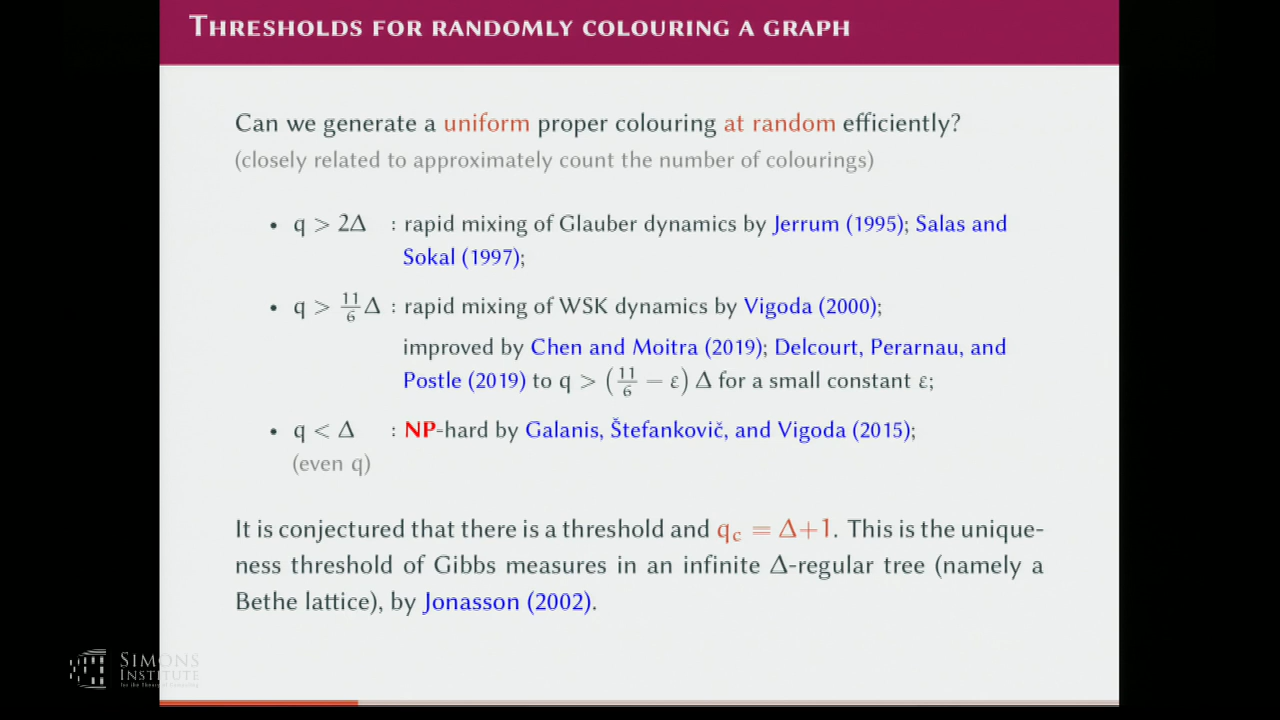 THRESHOLDS FOR RANDOMLY COLOURING A GRAPH
Can we generate a uniform proper colouring at random efficiently?
(closely related to approximately count the number of colourings)
• q > 2Δ : rapid mixing of Glauber dynamics by Jerrum (1995); Salas and
Sokal (1997);
• q > 11/6 Δ : rapid mixing of WSK dynamics by Vigoda (2000);
improved by Chen and Moitra (2019); Delcourt, Perarnau, and
Postle (2019) to q > (11/6 − ε) Δ for a small constant ε;
• q < Δ : NP-hard by Galanis, Štefankovič, and Vigoda (2015);
(even q)
It is conjectured that there is a threshold and q_c = Δ+1. This is the unique-
ness threshold of Gibbs measures in an infinite Δ-regular tree (namely a
Bethe lattice), by Jonasson (2002).
SIMONS
INSTITUTE
for the Theory of Computing